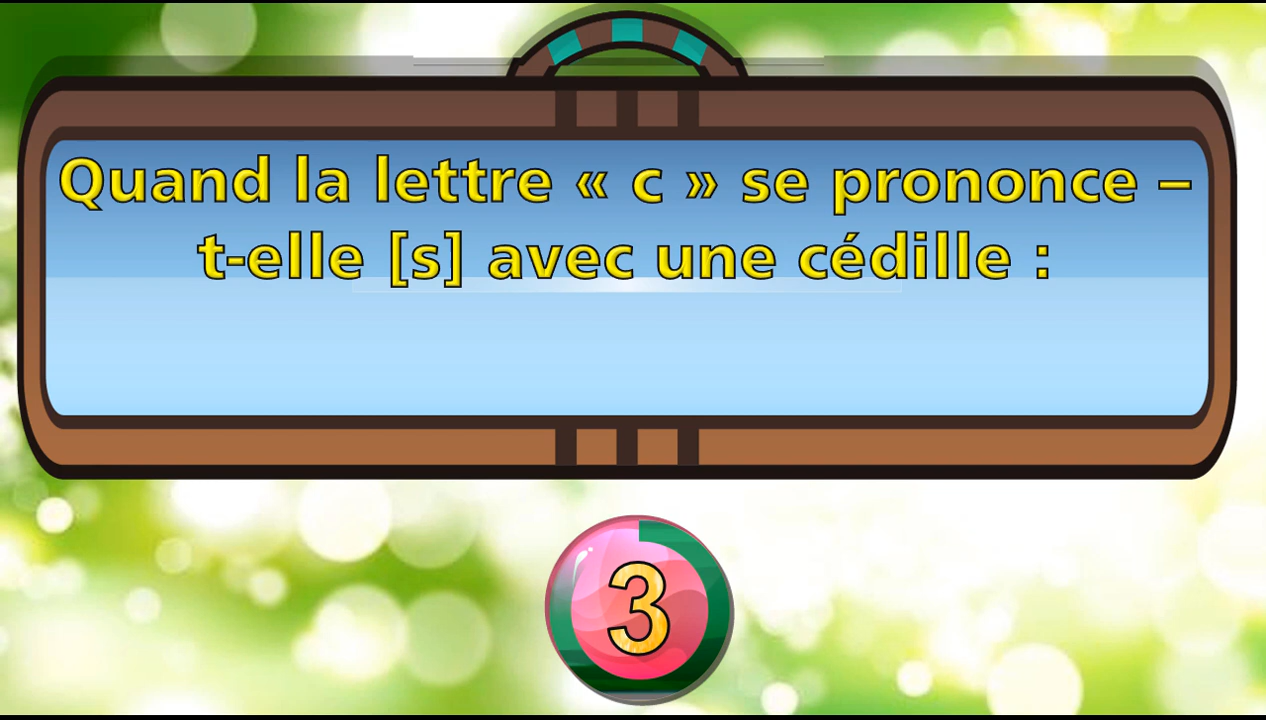 Quand la lettre « c » se prononce –
t-elle [s] avec une cédille :
3